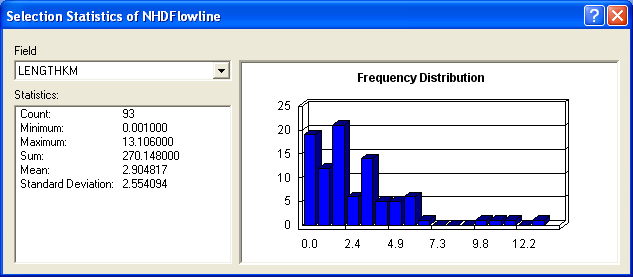 Selection Statistics of NHDFlowline
Field
LENGTHKM
Statistics:
Count: 93
Minimum: 0.001000
Maximum: 13.106000
Sum: 270.148000
Mean: 2.904817
Standard Deviation: 2.554094
Frequency Distribution
25
20
15
10
5
0
0.0 2.4 4.9 7.3 9.8 12.2